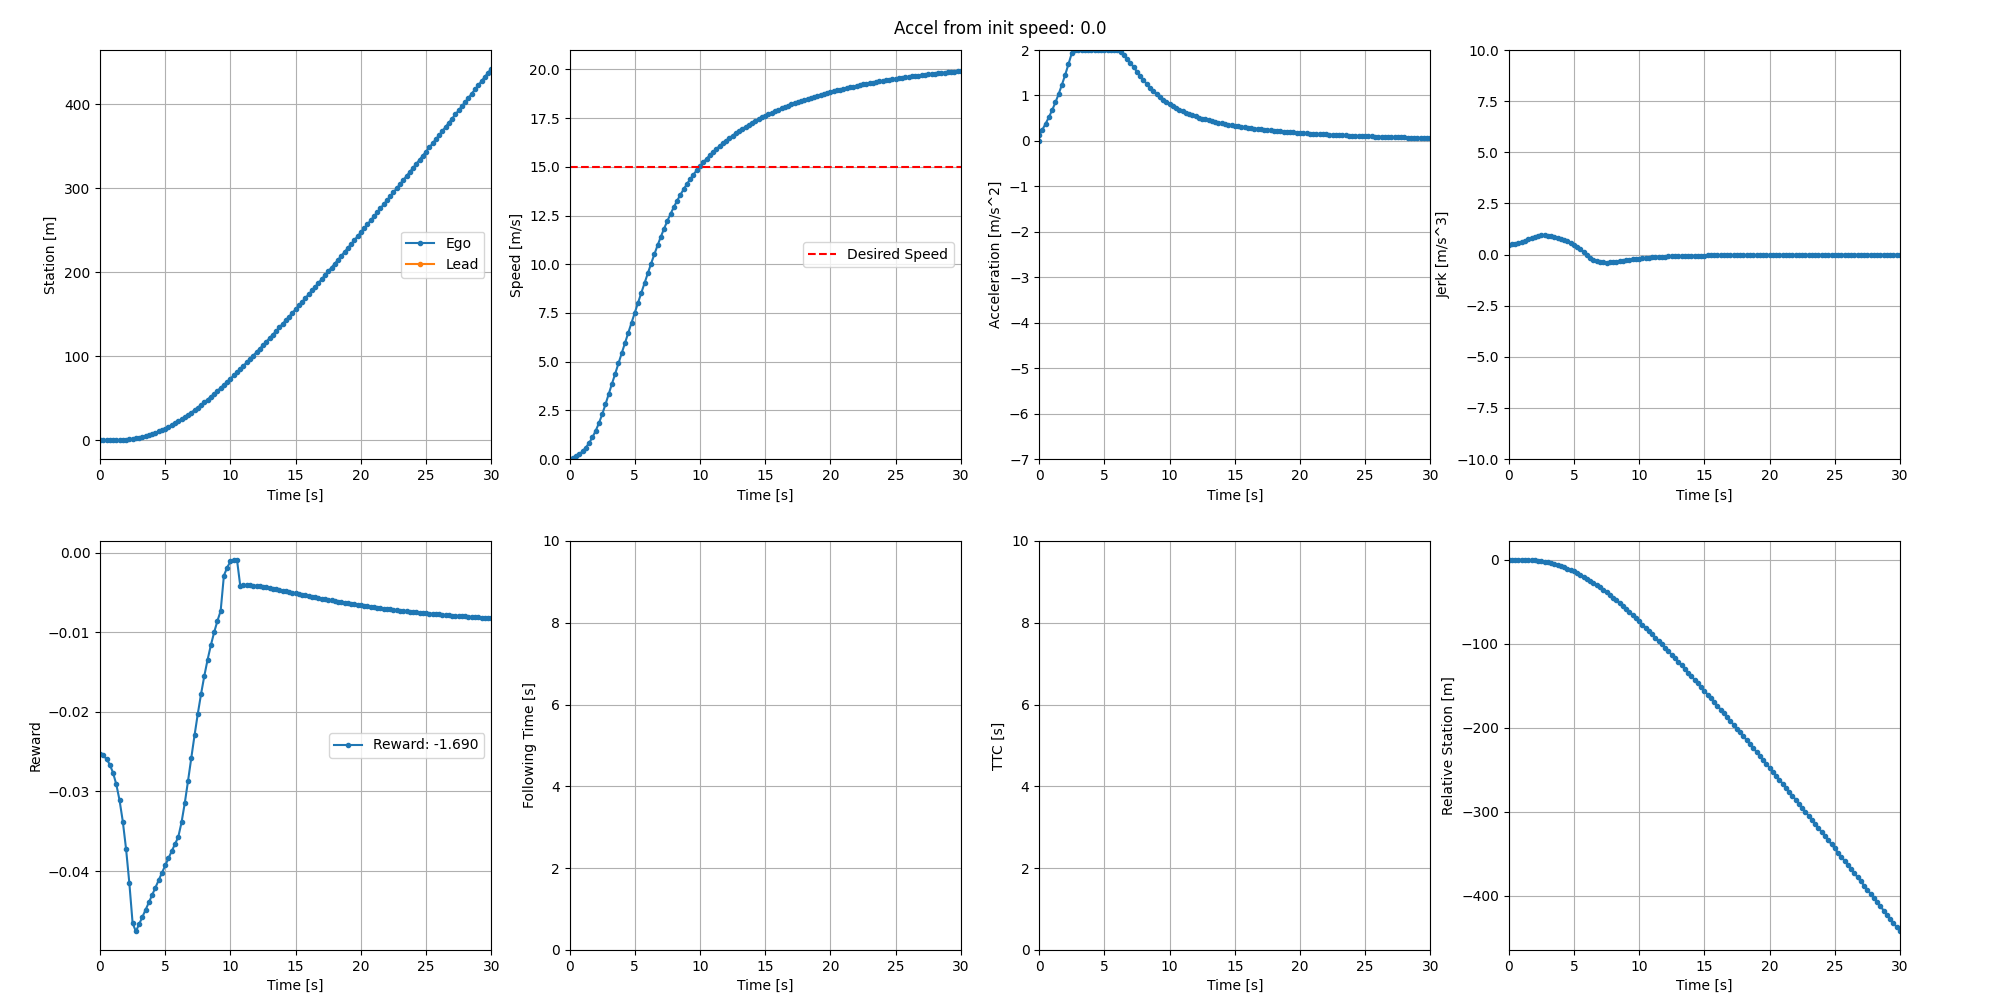 Accel from init speed: 0.0
Station [m]
400
300
200
100
0
0 5 10 15 20 25 30
Time [s]
Ego
Lead
Speed [m/s]
20.0
17.5
15.0
12.5
10.0
7.5
5.0
2.5
0.0
0 5 10 15 20 25 30
Time [s]
Desired Speed
Acceleration [m/s^2]
2
1
0
−1
−2
−3
−4
−5
−6
−7
0 5 10 15 20 25 30
Time [s]
Jerk [m/s^3]
10.0
7.5
5.0
2.5
0.0
−2.5
−5.0
−7.5
−10.0
0 5 10 15 20 25 30
Time [s]
Reward
0.00
−0.01
−0.02
−0.03
−0.04
0 5 10 15 20 25 30
Time [s]
Reward: -1.690
Following Time [s]
10
8
6
4
2
0
0 5 10 15 20 25 30
Time [s]
TTC [s]
10
8
6
4
2
0
0 5 10 15 20 25 30
Time [s]
Relative Station [m]
0
−100
−200
−300
−400
0 5 10 15 20 25 30
Time [s]